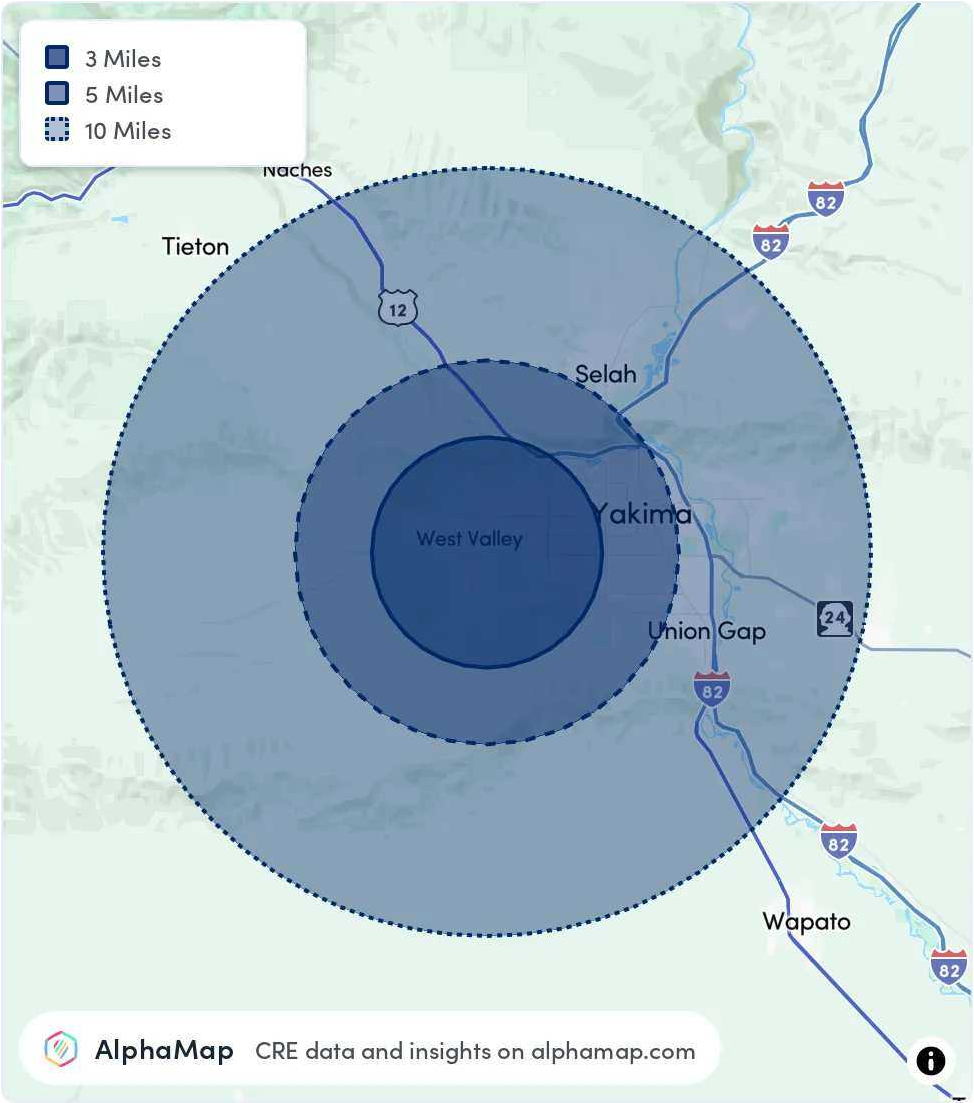 3 Miles
5 Miles
10 Miles
Naches
82
82
Tieton
12
Selah
Yakima
West Valley
24
Union Gap
82
82
Wapato
82
AlphaMap CRE data and insights on alphamap.com